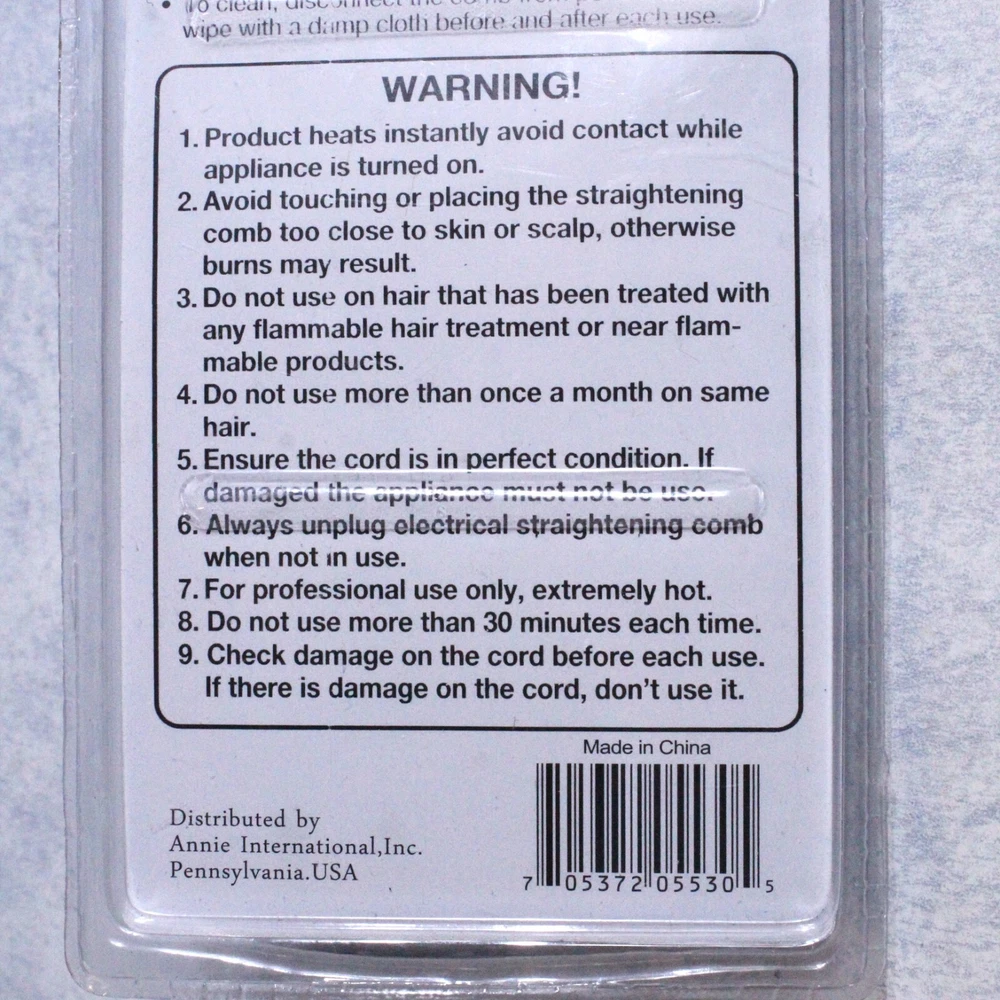 • To clean, disconnect the comb from
wipe with a damp cloth before and after each use.
WARNING!
1. Product heats instantly avoid contact while
appliance is turned on.
2. Avoid touching or placing the straightening
comb too close to skin or scalp, otherwise
burns may result.
3. Do not use on hair that has been treated with
any flammable hair treatment or near flam-
mable products.
4. Do not use more than once a month on same
hair.
5. Ensure the cord is in perfect condition. If
damaged the appliance must not be use.
6. Always unplug electrical straightening comb
when not in use.
7. For professional use only, extremely hot.
8. Do not use more than 30 minutes each time.
9. Check damage on the cord before each use.
If there is damage on the cord, don't use it.
Made in China
Distributed by
Annie International,Inc.
Pennsylvania.USA
7 05372 05530 5